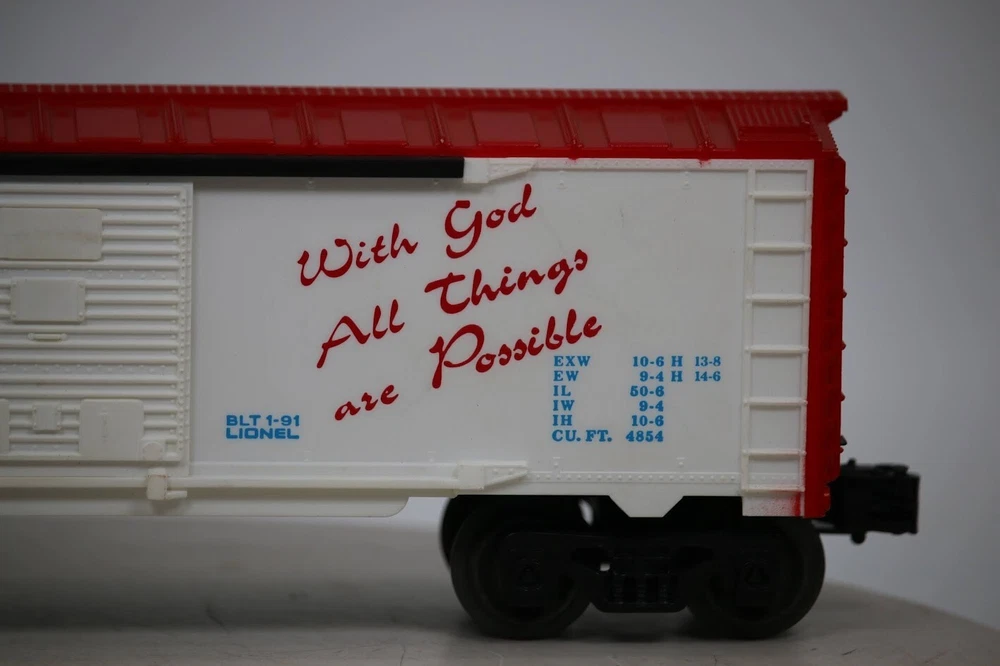 With God
All Things
are Possible
BLT 1-91
LIONEL
EXW 10-6 H 13-8
EW 9-4 H 14-6
IL 50-6
IW 9-4
IH 10-6
CU. FT. 4854